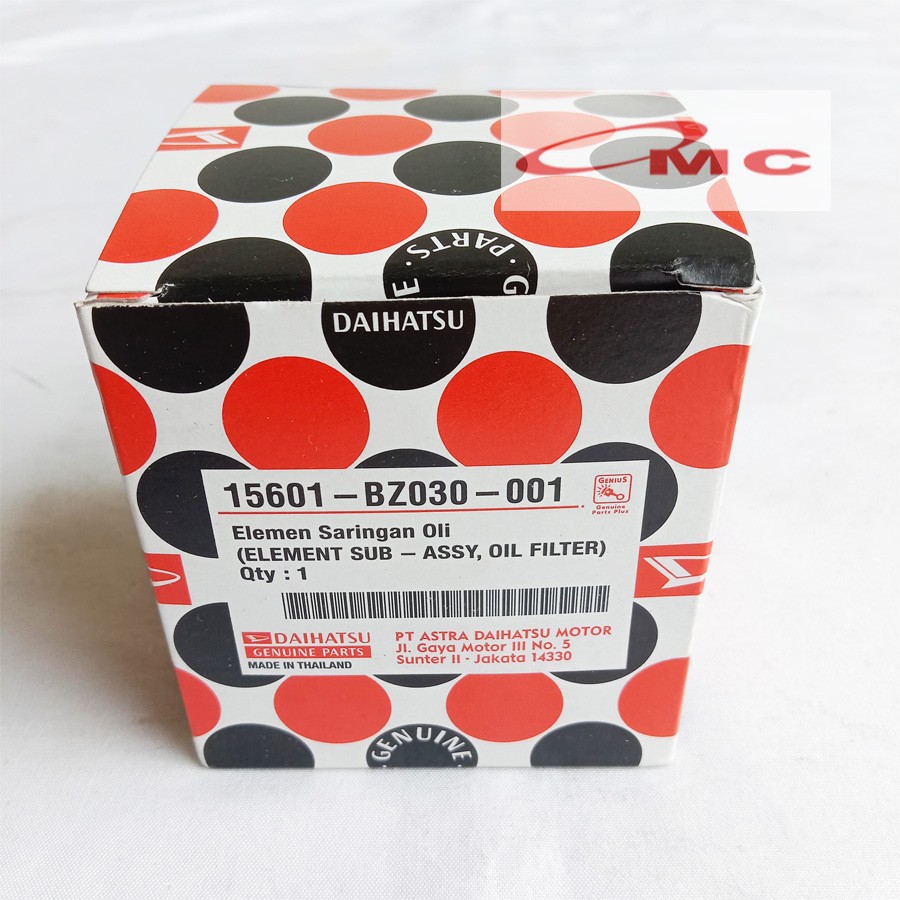 MC
PARTS
GE
DAIHATSU
15601-BZ030-001
GENIUS
Genuine
Parts Plus
Elemen Saringan Oli
(ELEMENT SUB - ASSY, OIL FILTER)
Qty : 1
DAIHATSU
GENUINE PARTS
MADE IN THAILAND
PT ASTRA DAIHATSU MOTOR
Jl. Gaya Motor III No. 5
Sunter II - Jakata 14330
GENUINE